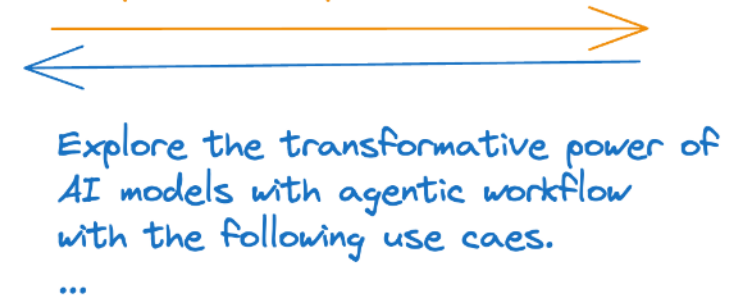 Explore the transformative power of
AI models with agentic workflow
with the following use caes.
...